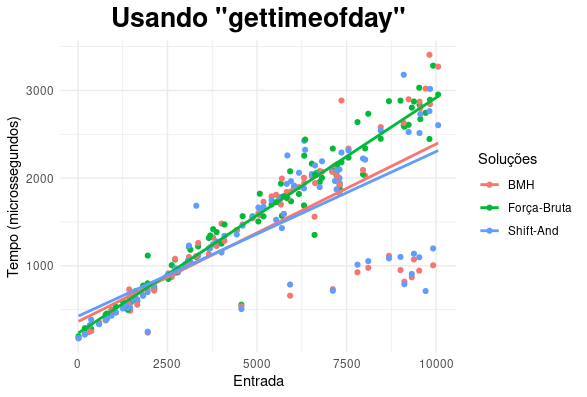 Usando "gettimeofday"
Tempo (microssegundos)
3000
2000
1000
0
2500
5000
7500
10000
Entrada
Soluções
BMH
Força-Bruta
Shift-And